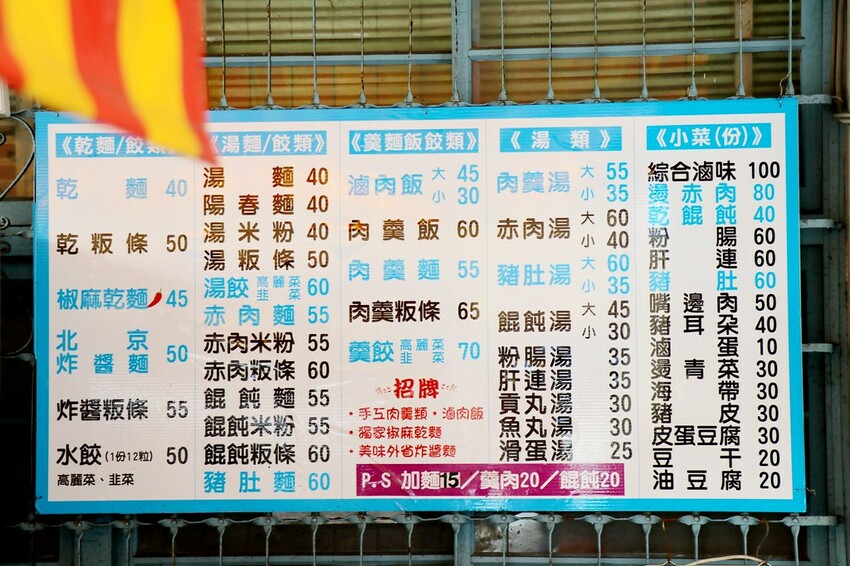 《乾麵/餃類
乾麵 40
乾粄條 50
椒麻乾麵 45
北京
炸醬麵 50
炸醬粄條 55
水餃(1份12粒) 50
高麗菜、韭菜
《湯麵/餃類》
湯麵 40
陽春麵 40
湯米粉 40
湯粄條 50
湯餃 高麗菜 韭菜 60
赤肉麵 55
赤肉米粉 55
赤肉粄條 60
餛飩麵 55
餛飩米粉 55
餛飩粄條 60
豬肚麵 60
《羹麵飯餃類》
滷肉飯 大 45
小 30
肉羹飯 60
肉羹麵 55
肉羹粄條 65
羹餃 高麗菜 韭菜 70
招牌
・手工肉羹類・滷肉飯
・獨家椒麻乾麵
・美味外省炸醬麵
P.S 加麵15/羹肉20/餛飩20
《湯類》
肉羹湯 大 55
小 35
赤肉湯 大 60
小 40
豬肚湯 大 60
小 35
餛飩湯 大 45
小 30
粉腸湯 35
肝連湯 35
貢丸湯 30
魚丸湯 30
滑蛋湯 25
《小菜(份)》
綜合滷味 100
燙赤肉 80
乾餛飩 40
粉腸 60
肝連 60
豬肚 60
嘴邊肉 50
豬耳朵 40
滷蛋 10
燙青菜 30
海帶 30
豬皮 30
皮蛋豆腐 30
豆干 20
油豆腐 20